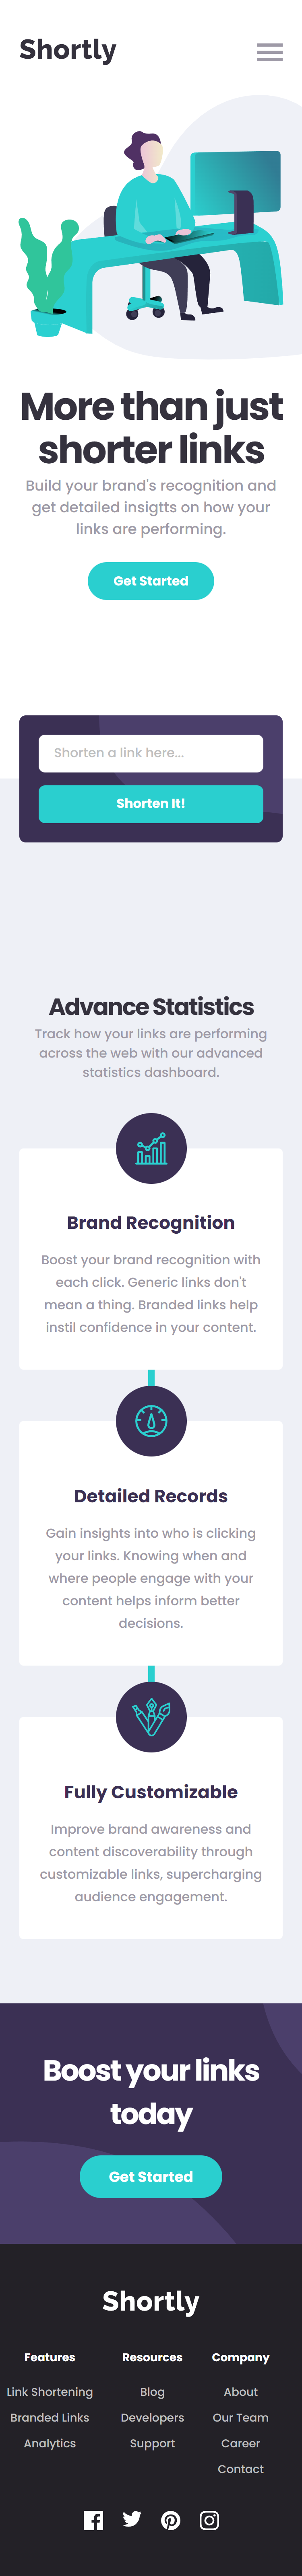 Shortly
More than just
shorter links
Build your brand's recognition and
get detailed insigtts on how your
links are performing.
Get Started
Shorten a link here...
Shorten It!
Advance Statistics
Track how your links are performing
across the web with our advanced
statistics dashboard.
Brand Recognition
Boost your brand recognition with
each click. Generic links don't
mean a thing. Branded links help
instil confidence in your content.
Detailed Records
Gain insights into who is clicking
your links. Knowing when and
where people engage with your
content helps inform better
decisions.
Fully Customizable
Improve brand awareness and
content discoverability through
customizable links, supercharging
audience engagement.
Boost your links
today
Get Started
Shortly
Features
Link Shortening
Branded Links
Analytics
Resources
Blog
Developers
Support
Company
About
Our Team
Career
Contact